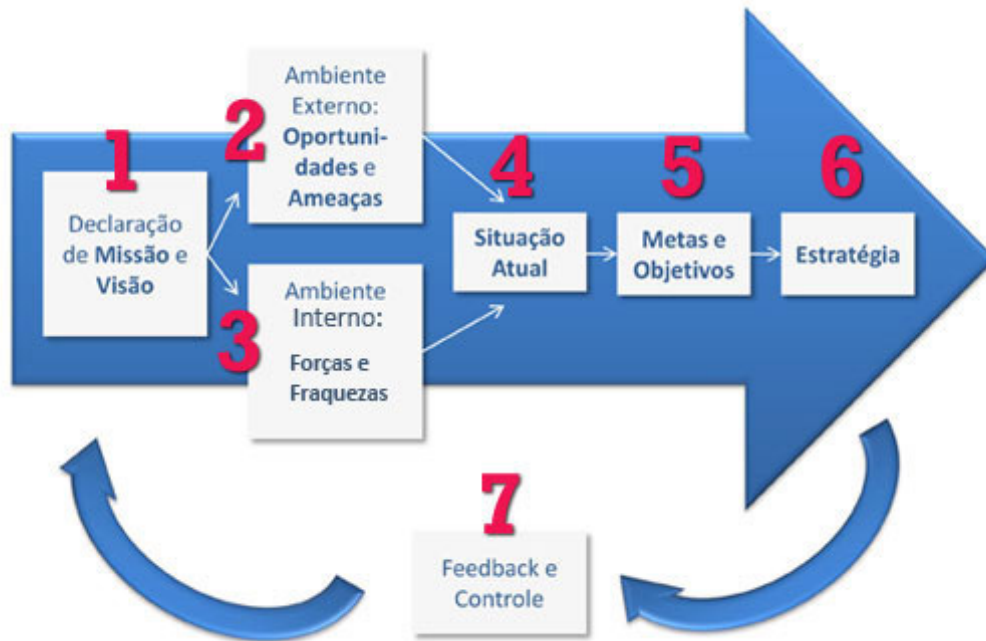 1
Declaração
de Missão e
Visão
2
Ambiente
Externo:
Oportuni-
dades e
Ameaças
3
Ambiente
Interno:
Forças e
Fraquezas
4
Situação
Atual
5
Metas e
Objetivos
6
Estratégia
7
Feedback e
Controle